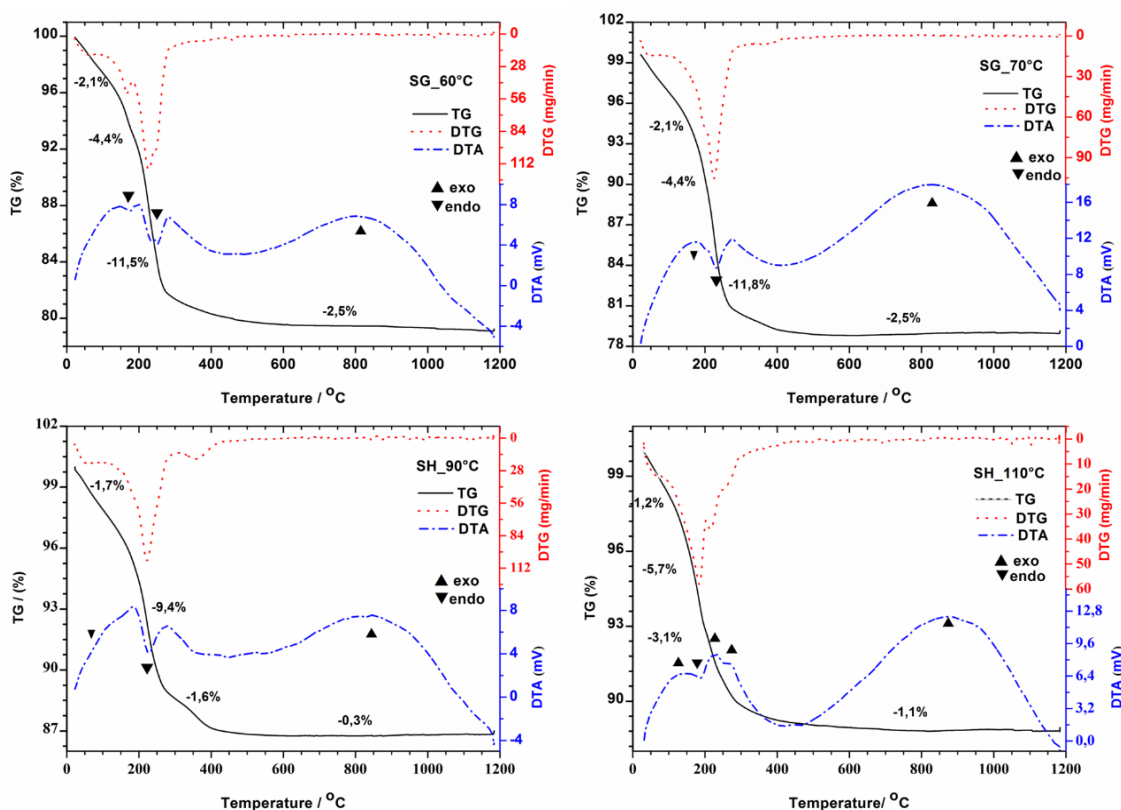 SG_60°C
TG
DTG
DTA
exo
endo
-2,1%
-4,4%
-11,5%
-2,5%
TG (%)
100
96
92
88
84
80
DTG (mg/min)
0
28
56
84
112
DTA (mV)
8
4
0
-4
0 200 400 600 800 1000 1200
Temperature / °C
SG_70°C
TG
DTG
DTA
exo
endo
-2,1%
-4,4%
-11,8%
-2,5%
TG (%)
102
99
96
93
90
87
84
81
78
DTG (mg/min)
0
30
60
90
DTA (mV)
16
12
8
4
0
0 200 400 600 800 1000 1200
Temperature / °C
SH_90°C
TG
DTG
DTA
exo
endo
-1,7%
-9,4%
-1,6%
-0,3%
TG / (%)
102
99
96
93
90
87
DTG (mg/min)
0
28
56
84
112
DTA (mV)
8
4
0
-4
0 200 400 600 800 1000 1200
Temperature / °C
SH_110°C
TG
DTG
DTA
exo
endo
-1,2%
-5,7%
-3,1%
-1,1%
TG (%)
99
96
93
90
DTG (mg/min)
0
10
20
30
40
50
60
DTA (mV)
12,8
9,6
6,4
3,2
0,0
0 200 400 600 800 1000 1200
Temperature / °C